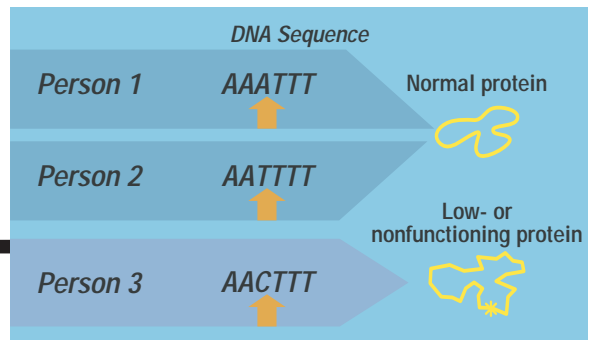 DNA Sequence
Person 1 AAATTT
Normal protein
Person 2 AATTTT
Low- or
nonfunctioning protein
Person 3 AACTTT